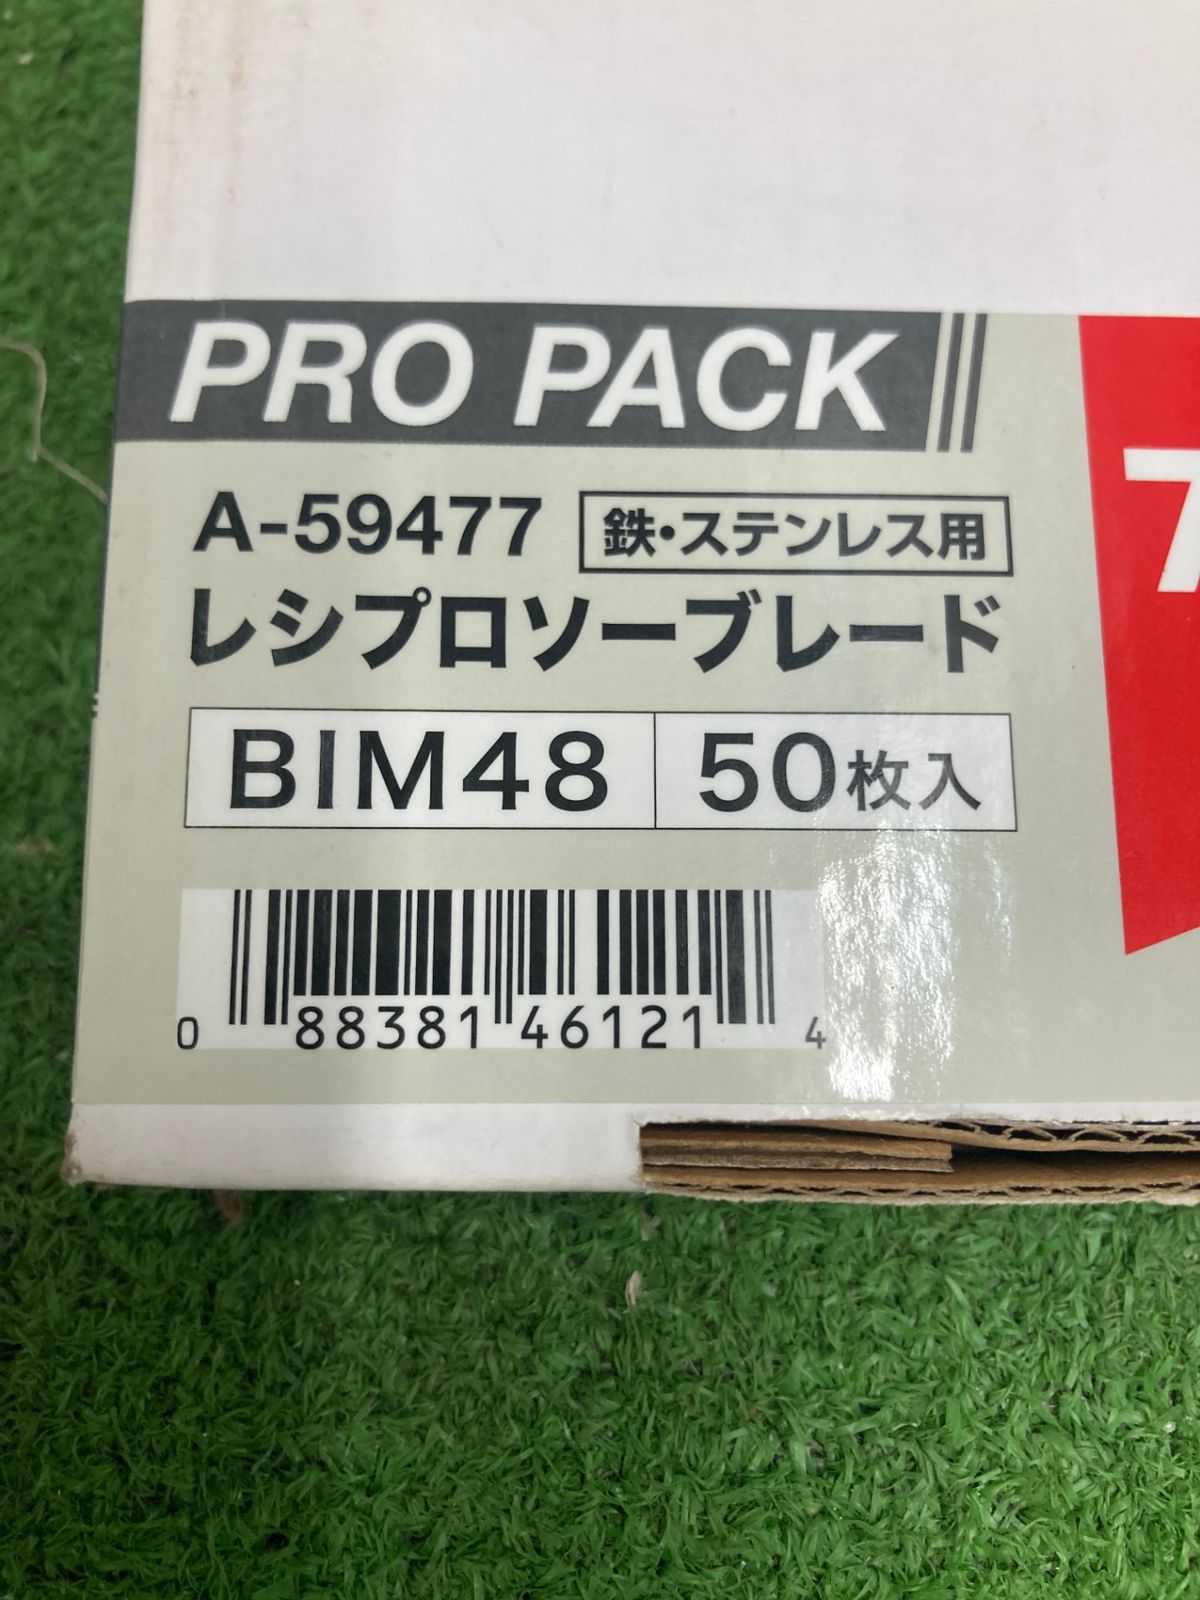 PRO PACK
A-59477 鉄・ステンレス用
レシプロソーブレード
BIM48 50枚入
0 88381 46121 4